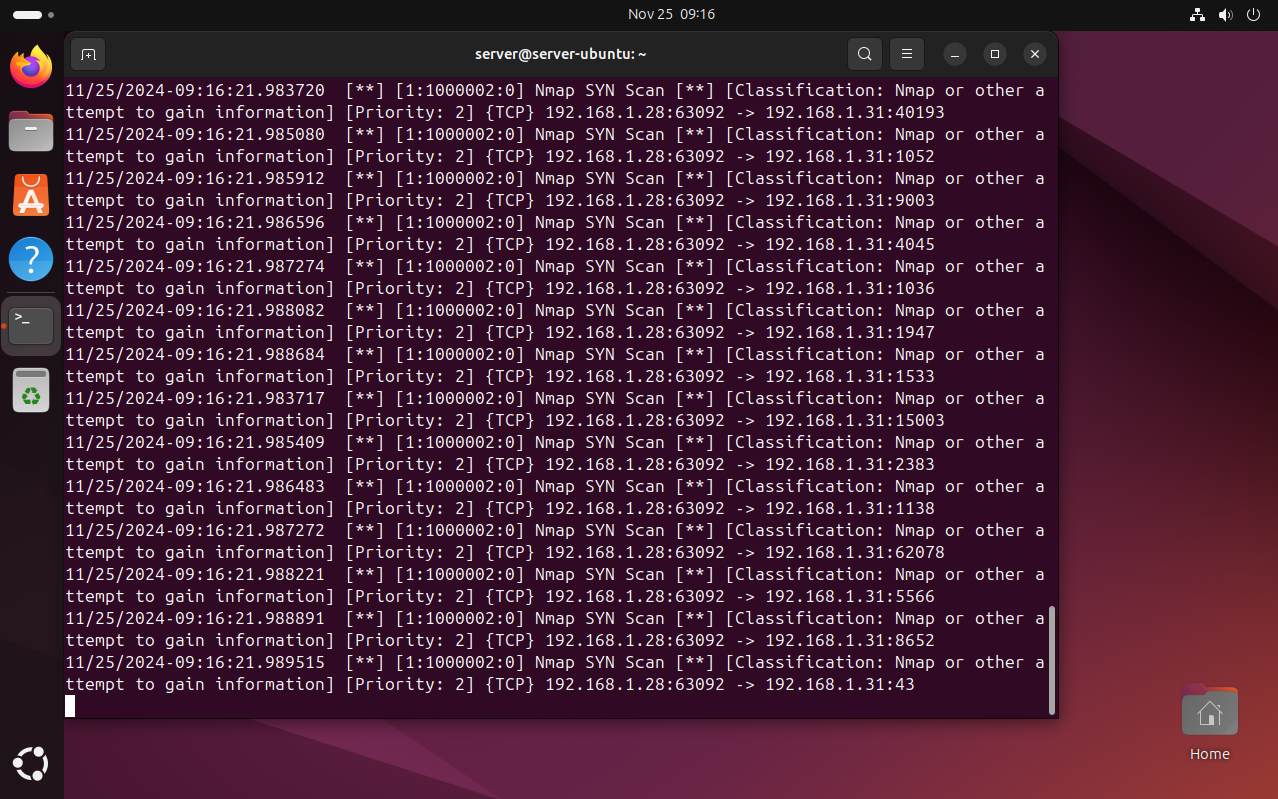 Nov 25 09:16
server@server-ubuntu: ~
11/25/2024-09:16:21.983720  [**] [1:1000002:0] Nmap SYN Scan [**] [Classification: Nmap or other a
ttempt to gain information] [Priority: 2] {TCP} 192.168.1.28:63092 -> 192.168.1.31:40193
11/25/2024-09:16:21.985080  [**] [1:1000002:0] Nmap SYN Scan [**] [Classification: Nmap or other a
ttempt to gain information] [Priority: 2] {TCP} 192.168.1.28:63092 -> 192.168.1.31:1052
11/25/2024-09:16:21.985912  [**] [1:1000002:0] Nmap SYN Scan [**] [Classification: Nmap or other a
ttempt to gain information] [Priority: 2] {TCP} 192.168.1.28:63092 -> 192.168.1.31:9003
11/25/2024-09:16:21.986596  [**] [1:1000002:0] Nmap SYN Scan [**] [Classification: Nmap or other a
ttempt to gain information] [Priority: 2] {TCP} 192.168.1.28:63092 -> 192.168.1.31:4045
11/25/2024-09:16:21.987274  [**] [1:1000002:0] Nmap SYN Scan [**] [Classification: Nmap or other a
ttempt to gain information] [Priority: 2] {TCP} 192.168.1.28:63092 -> 192.168.1.31:1036
11/25/2024-09:16:21.988082  [**] [1:1000002:0] Nmap SYN Scan [**] [Classification: Nmap or other a
ttempt to gain information] [Priority: 2] {TCP} 192.168.1.28:63092 -> 192.168.1.31:1947
11/25/2024-09:16:21.988684  [**] [1:1000002:0] Nmap SYN Scan [**] [Classification: Nmap or other a
ttempt to gain information] [Priority: 2] {TCP} 192.168.1.28:63092 -> 192.168.1.31:1533
11/25/2024-09:16:21.983717  [**] [1:1000002:0] Nmap SYN Scan [**] [Classification: Nmap or other a
ttempt to gain information] [Priority: 2] {TCP} 192.168.1.28:63092 -> 192.168.1.31:15003
11/25/2024-09:16:21.985409  [**] [1:1000002:0] Nmap SYN Scan [**] [Classification: Nmap or other a
ttempt to gain information] [Priority: 2] {TCP} 192.168.1.28:63092 -> 192.168.1.31:2383
11/25/2024-09:16:21.986483  [**] [1:1000002:0] Nmap SYN Scan [**] [Classification: Nmap or other a
ttempt to gain information] [Priority: 2] {TCP} 192.168.1.28:63092 -> 192.168.1.31:1138
11/25/2024-09:16:21.987272  [**] [1:1000002:0] Nmap SYN Scan [**] [Classification: Nmap or other a
ttempt to gain information] [Priority: 2] {TCP} 192.168.1.28:63092 -> 192.168.1.31:62078
11/25/2024-09:16:21.988221  [**] [1:1000002:0] Nmap SYN Scan [**] [Classification: Nmap or other a
ttempt to gain information] [Priority: 2] {TCP} 192.168.1.28:63092 -> 192.168.1.31:5566
11/25/2024-09:16:21.988891  [**] [1:1000002:0] Nmap SYN Scan [**] [Classification: Nmap or other a
ttempt to gain information] [Priority: 2] {TCP} 192.168.1.28:63092 -> 192.168.1.31:8652
11/25/2024-09:16:21.989515  [**] [1:1000002:0] Nmap SYN Scan [**] [Classification: Nmap or other a
ttempt to gain information] [Priority: 2] {TCP} 192.168.1.28:63092 -> 192.168.1.31:43
Home